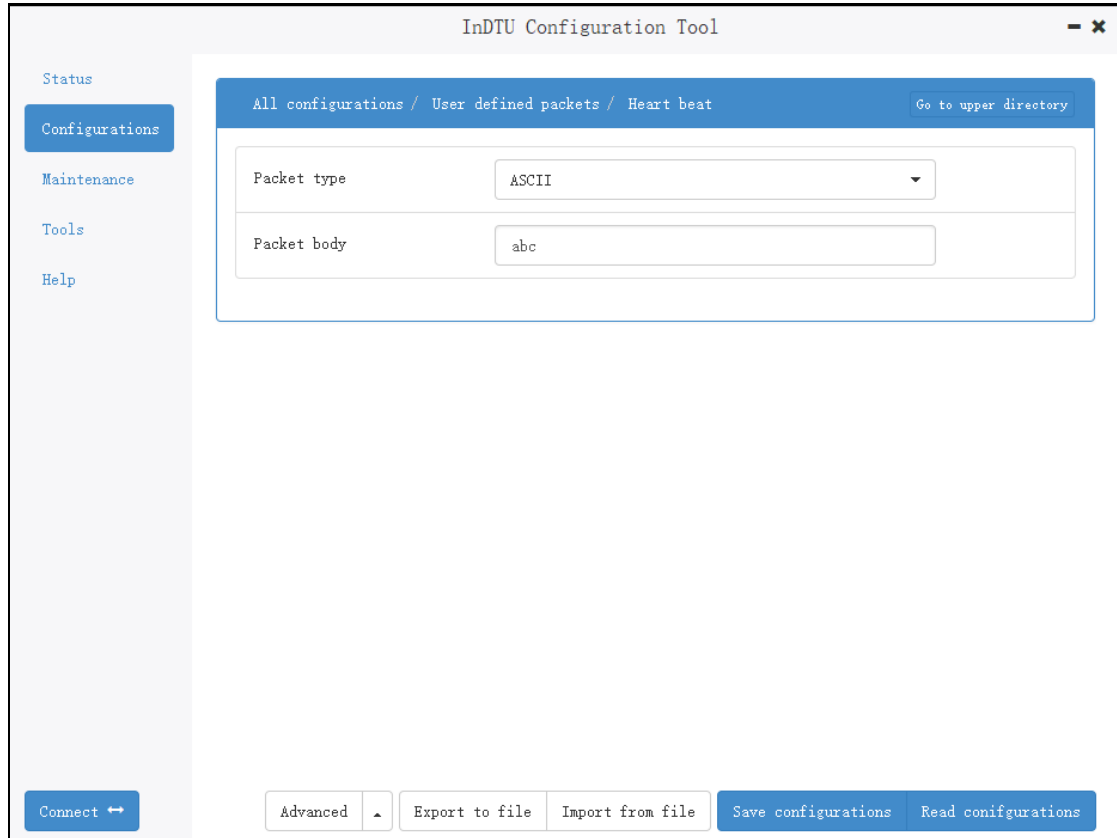 InDTU Configuration Tool
Status
Configurations
Maintenance
Tools
Help
All configurations / User defined packets / Heart beat
Go to upper directory
Packet type
ASCII
Packet body
abc
Connect
Advanced
Export to file
Import from file
Save configurations
Read conifgurations